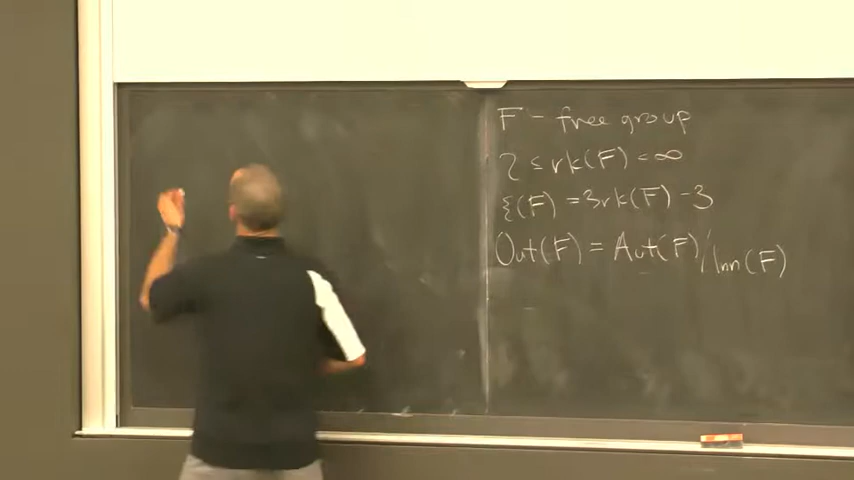 F - free group
2 ≤ rk(F) < ∞
ξ(F) = 3rk(F) - 3
Out(F) = Aut(F)/Inn(F)